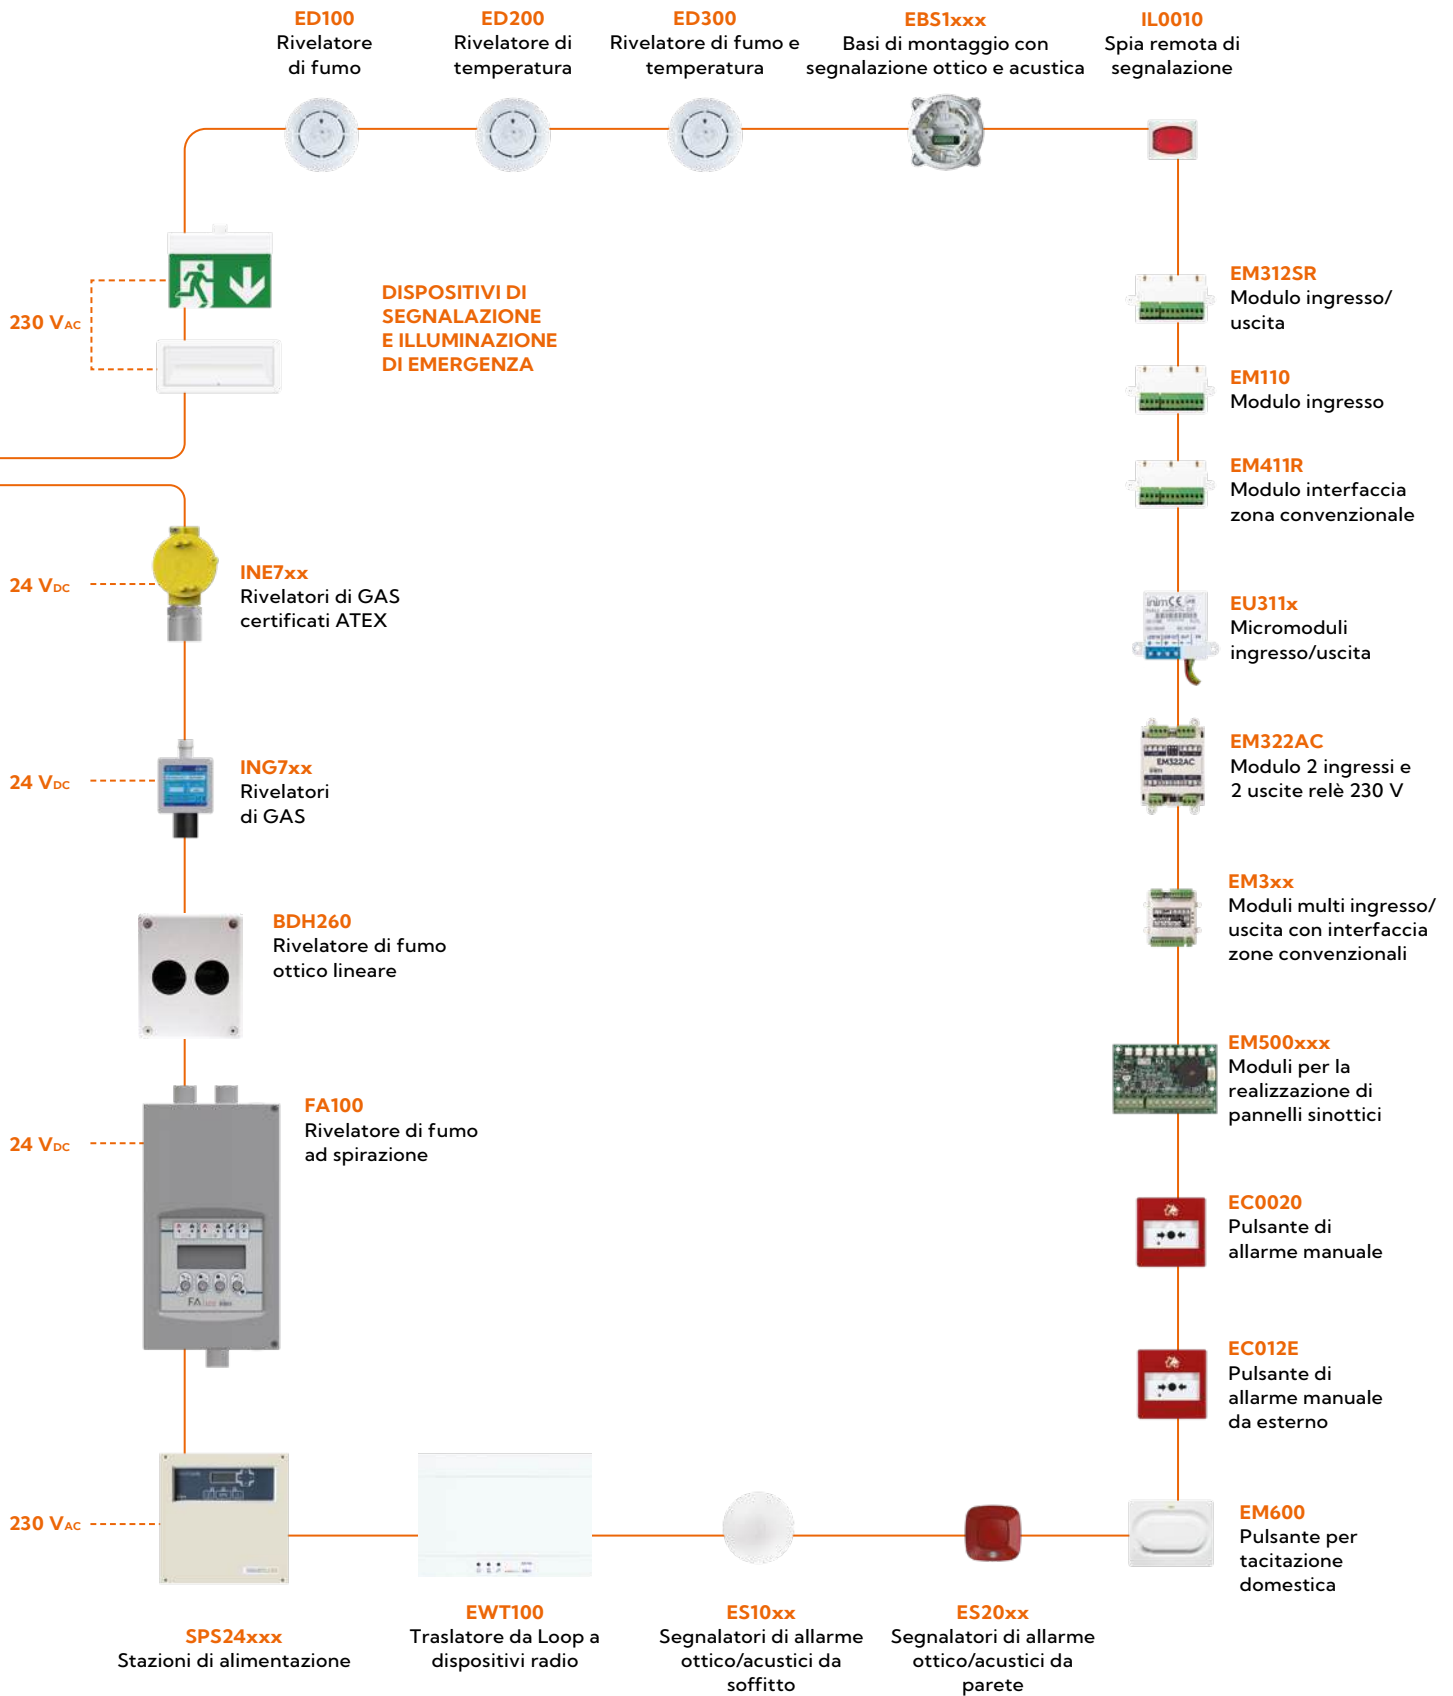 ED100
Rivelatore
di fumo
ED200
Rivelatore di
temperatura
ED300
Rivelatore di fumo e
temperatura
EBS1xxx
Basi di montaggio con
segnalazione ottico e acustica
IL0010
Spia remota di
segnalazione
230 VAC
DISPOSITIVI DI
SEGNALAZIONE
E ILLUMINAZIONE
DI EMERGENZA
EM312SR
Modulo ingresso/
uscita
EM110
Modulo ingresso
EM411R
Modulo interfaccia
zona convenzionale
24 VDC
INE7xx
Rivelatori di GAS
certificati ATEX
inim CE
EU311x
Micromoduli
ingresso/uscita
24 VDC
ING7xx
Rivelatori
di GAS
EM322AC
EM322AC
Modulo 2 ingressi e
2 uscite relè 230 V
BDH260
Rivelatore di fumo
ottico lineare
EM3xx
Moduli multi ingresso/
uscita con interfaccia
zone convenzionali
EM500xxx
Moduli per la
realizzazione di
pannelli sinottici
24 VDC
FA100
Rivelatore di fumo
ad spirazione
FA
EC0020
Pulsante di
allarme manuale
EC012E
Pulsante di
allarme manuale
da esterno
230 VAC
EM600
Pulsante per
tacitazione
domestica
SPS24xxx
Stazioni di alimentazione
EWT100
Traslatore da Loop a
dispositivi radio
ES10xx
Segnalatori di allarme
ottico/acustici da
soffitto
ES20xx
Segnalatori di allarme
ottico/acustici da
parete